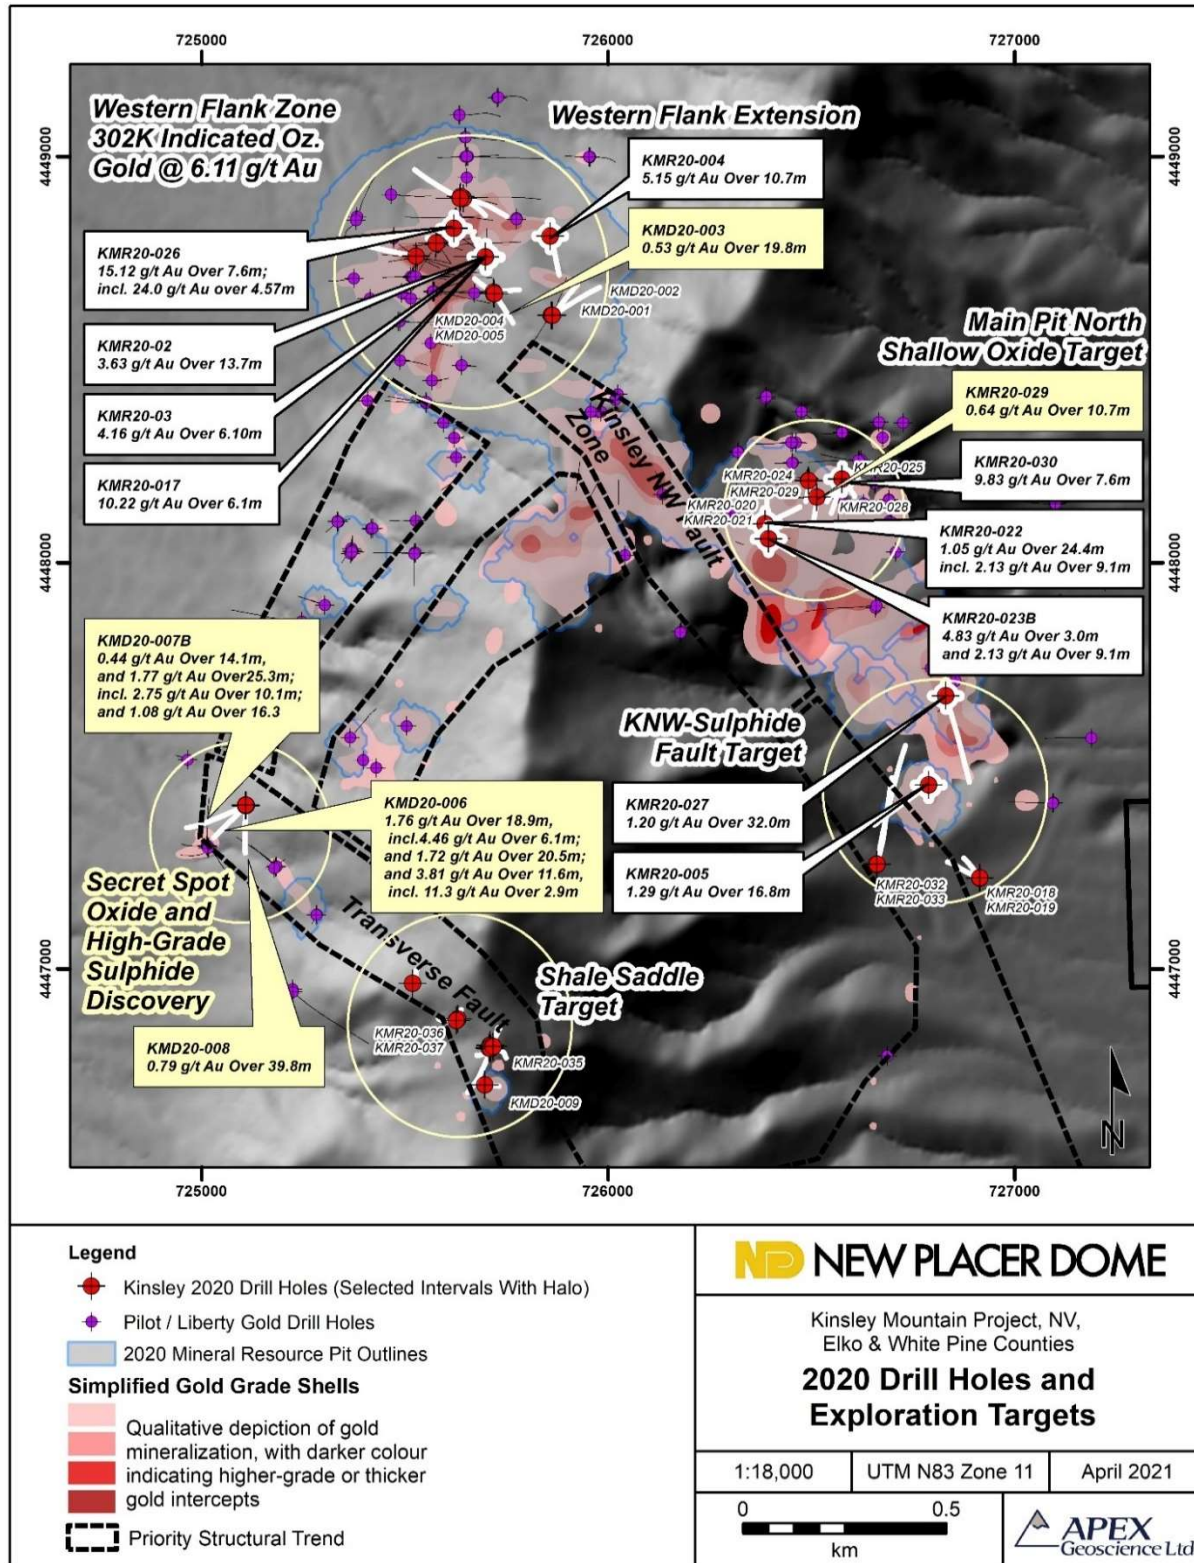 725000
726000
727000
4449000
4449000
4448000
4448000
4447000
4447000
Western Flank Zone
302K Indicated Oz.
Gold @ 6.11 g/t Au
Western Flank Extension
KMR20-004
5.15 g/t Au Over 10.7m
KMD20-003
0.53 g/t Au Over 19.8m
KMR20-026
15.12 g/t Au Over 7.6m;
incl. 24.0 g/t Au over 4.57m
KMR20-02
3.63 g/t Au Over 13.7m
KMR20-03
4.16 g/t Au Over 6.10m
KMR20-017
10.22 g/t Au Over 6.1m
KMD20-002
KMD20-001
KMD20-004
KMD20-005
Main Pit North
Shallow Oxide Target
KMR20-029
0.64 g/t Au Over 10.7m
KMR20-030
9.83 g/t Au Over 7.6m
KMR20-022
1.05 g/t Au Over 24.4m
incl. 2.13 g/t Au Over 9.1m
KMR20-023B
4.83 g/t Au Over 3.0m
and 2.13 g/t Au Over 9.1m
KMR20-025
KMR20-024
KMR20-029
KMR20-028
KMR20-020
KMR20-021
Kinsley NW Fault
Zone
KMD20-007B
0.44 g/t Au Over 14.1m,
and 1.77 g/t Au Over25.3m;
incl. 2.75 g/t Au Over 10.1m;
and 1.08 g/t Au Over 16.3
KMD20-006
1.76 g/t Au Over 18.9m,
incl.4.46 g/t Au Over 6.1m;
and 1.72 g/t Au Over 20.5m;
and 3.81 g/t Au Over 11.6m,
incl. 11.3 g/t Au Over 2.9m
KNW-Sulphide
Fault Target
KMR20-027
1.20 g/t Au Over 32.0m
KMR20-005
1.29 g/t Au Over 16.8m
KMR20-032
KMR20-033
KMR20-018
KMR20-019
Secret Spot
Oxide and
High-Grade
Sulphide
Discovery
Transverse Fault
Shale Saddle
Target
KMD20-008
0.79 g/t Au Over 39.8m
KMR20-036
KMR20-037
KMR20-035
KMD20-009
N
725000
726000
727000
Legend
Kinsley 2020 Drill Holes (Selected Intervals With Halo)
Pilot / Liberty Gold Drill Holes
2020 Mineral Resource Pit Outlines
Simplified Gold Grade Shells
Qualitative depiction of gold
mineralization, with darker colour
indicating higher-grade or thicker
gold intercepts
Priority Structural Trend
ND NEW PLACER DOME
Kinsley Mountain Project, NV,
Elko & White Pine Counties
2020 Drill Holes and
Exploration Targets
1:18,000
UTM N83 Zone 11
April 2021
0
0.5
km
APEX
Geoscience Ltd